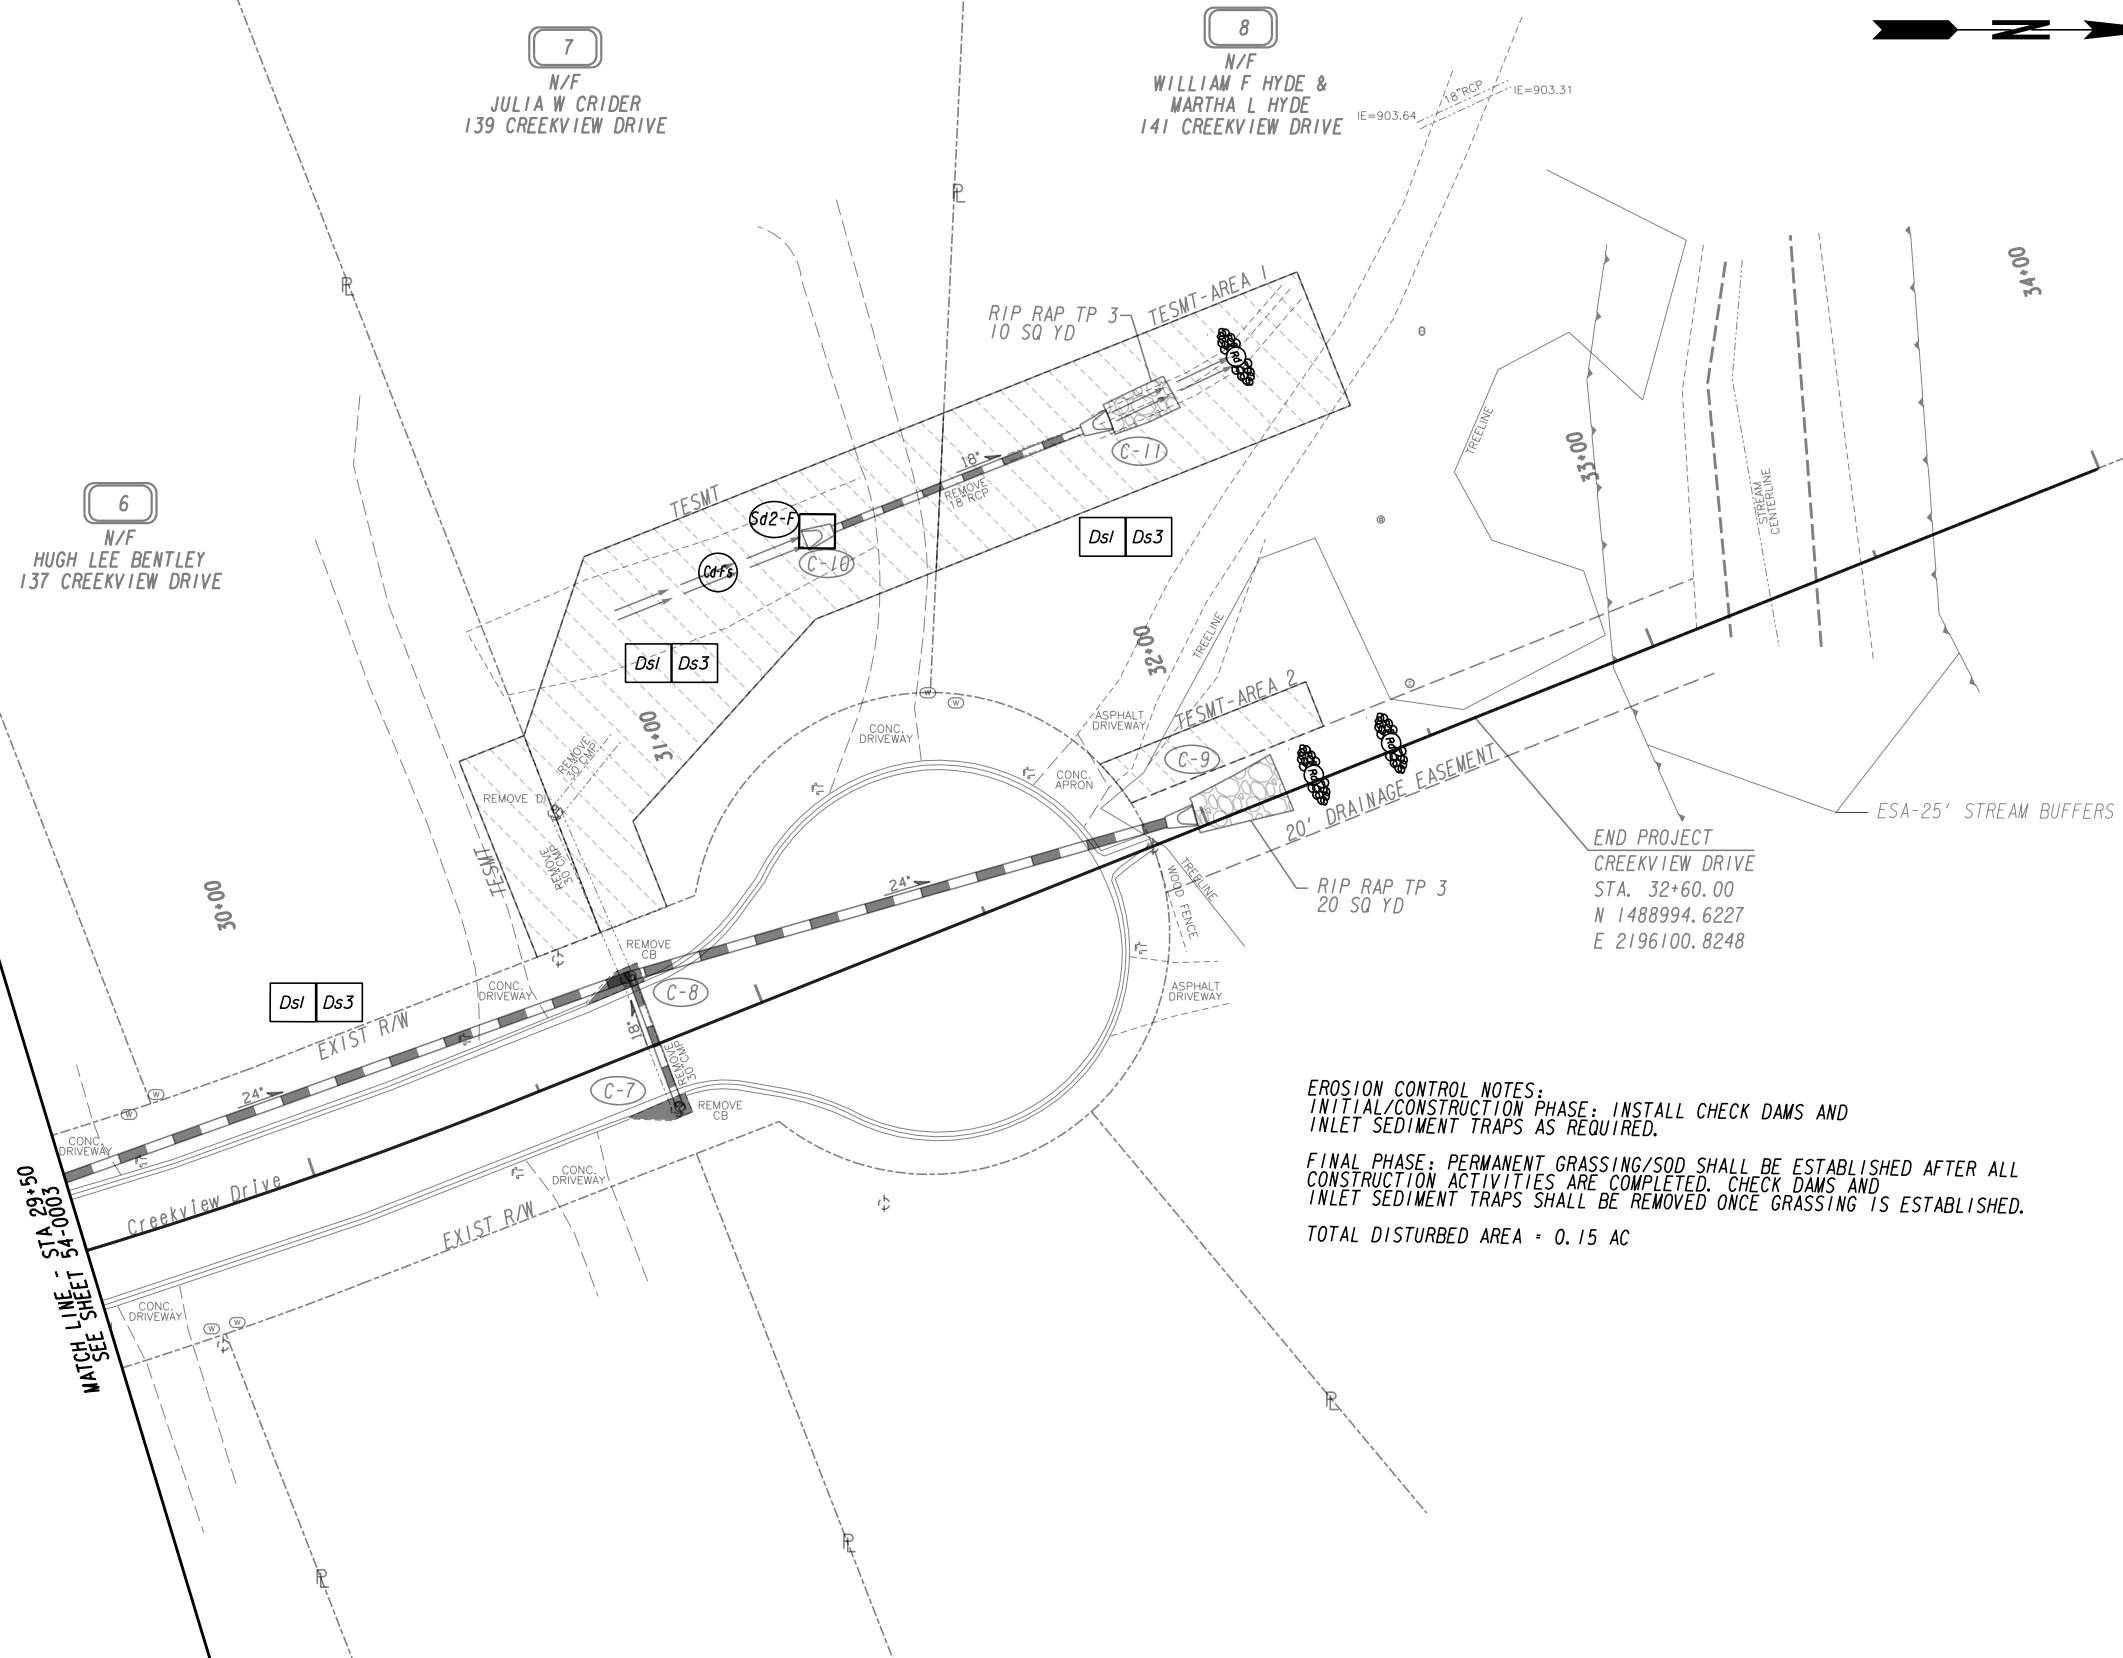 7
N/F
JULIA W CRIDER
139 CREEKVIEW DRIVE
8
N/F
WILLIAM F HYDE &
MARTHA L HYDE
141 CREEKVIEW DRIVE
IE=903.64
18"RCP
IE=903.31
N
6
N/F
HUGH LEE BENTLEY
137 CREEKVIEW DRIVE
RIP RAP TP 3
10 SQ YD
TESMT-AREA 1
Rd
C-11
18"
REMOVE
18"RCP
TESMT
Sd2-F
C-10
Cd-Fs
Ds1 Ds3
Ds1 Ds3
TREELINE
33+00
34+00
STREAM
CENTERLINE
32+00
TREELINE
31+00
REMOVE
30 CMP
REMOVE DI
REMOVE
30 CMP
TESMT
30+00
W
W
CONC.
DRIVEWAY
ASPHALT
DRIVEWAY
CONC.
APRON
TESMT-AREA 2
C-9
Rd
Rd
20' DRAINAGE EASEMENT
RIP RAP TP 3
20 SQ YD
TREELINE
WOOD FENCE
ASPHALT
DRIVEWAY
24"
ESA-25' STREAM BUFFERS
END PROJECT
CREEKVIEW DRIVE
STA. 32+60.00
N 1488994.6227
E 2196100.8248
REMOVE
CB
C-8
CONC.
DRIVEWAY
Ds1 Ds3
EXIST R/W
18"
REMOVE
30 CMP
C-7
REMOVE
CB
24"
W
W
CONC.
DRIVEWAY
CONC.
DRIVEWAY
Creekview Drive
EXIST R/W
CONC.
DRIVEWAY
W
W
MATCH LINE - STA 29+50
SEE SHEET 54-0003
EROSION CONTROL NOTES:
INITIAL/CONSTRUCTION PHASE: INSTALL CHECK DAMS AND
INLET SEDIMENT TRAPS AS REQUIRED.
FINAL PHASE: PERMANENT GRASSING/SOD SHALL BE ESTABLISHED AFTER ALL
CONSTRUCTION ACTIVITIES ARE COMPLETED. CHECK DAMS AND
INLET SEDIMENT TRAPS SHALL BE REMOVED ONCE GRASSING IS ESTABLISHED.
TOTAL DISTURBED AREA = 0.15 AC